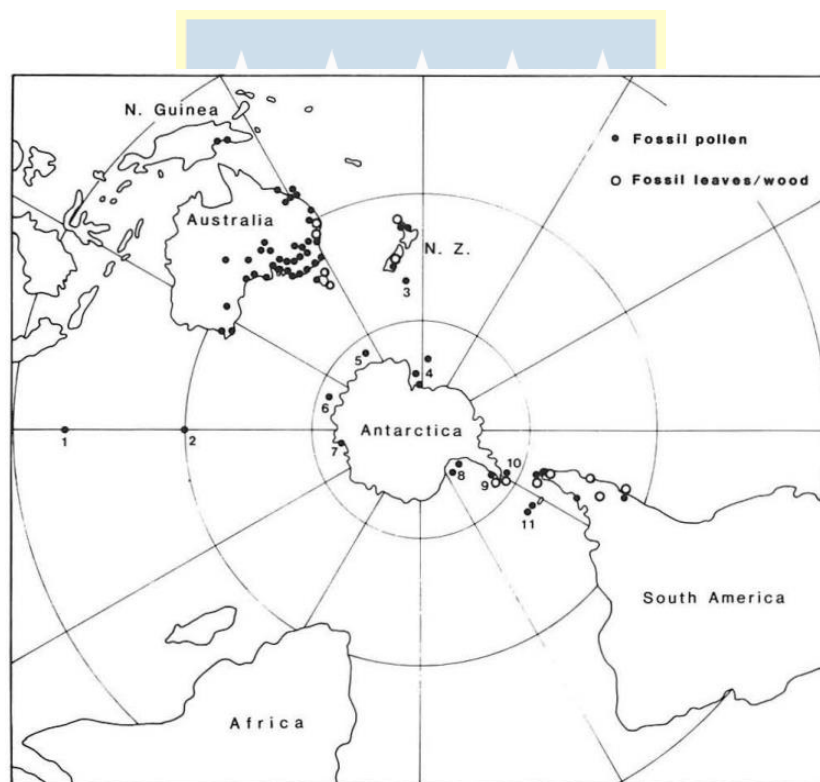 N. Guinea
Fossil pollen
Fossil leaves/wood
Australia
N. Z.
3
5
4
6
Antarctica
1
2
7
8
10
9
11
South America
Africa